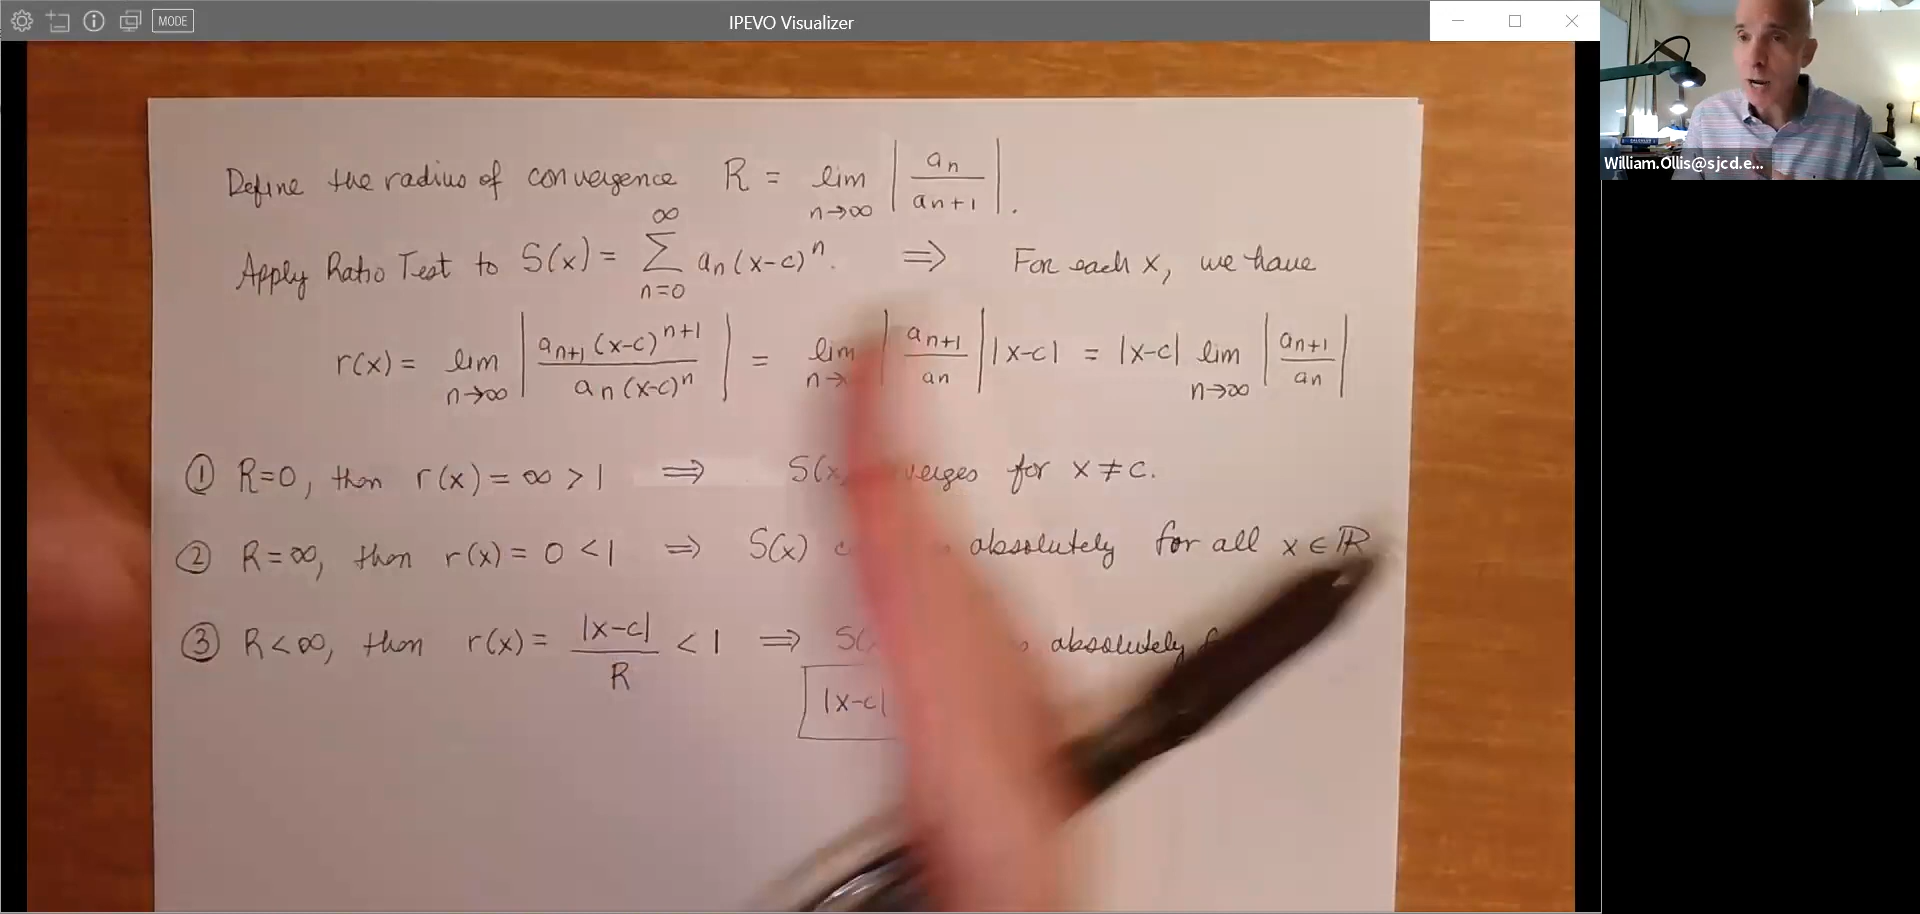 MODE
IPEVO Visualizer
William.Ollis@sjcd.e...
Define the radius of convergence R = lim n→∞ | an / an+1 | .
Apply Ratio Test to S(x) = ∞ Σ n=0 an (x-c)^n. ⇒ For each x, we have
r(x) = lim n→∞ | an+1 (x-c)^n+1 / an (x-c)^n | = lim n→ | an+1 / an | |x-c| = |x-c| lim n→∞ | an+1 / an |
① R=0, then r(x) = ∞ > 1 ⇒ S(x verges for x ≠ c.
② R=∞, then r(x) = 0 < 1 ⇒ S(x) absolutely for all x ∈ ℝ
③ R<∞, then r(x) = |x-c| / R < 1 ⇒ S( absolutely
|x-c|